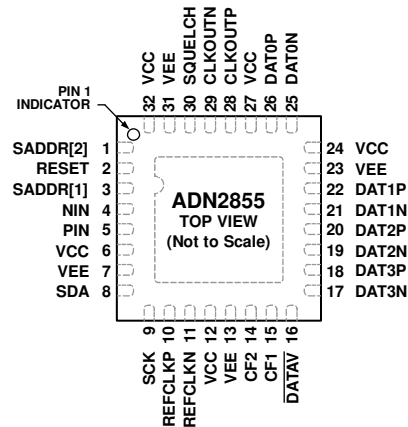 32 VCC
31 VEE
30 SQUELCH
29 CLKOUTN
28 CLKOUTP
27 VCC
26 DAT0P
25 DAT0N
PIN 1
INDICATOR
SADDR[2] 1
RESET 2
SADDR[1] 3
NIN 4
PIN 5
VCC 6
VEE 7
SDA 8
ADN2855
TOP VIEW
(Not to Scale)
24 VCC
23 VEE
22 DAT1P
21 DAT1N
20 DAT2P
19 DAT2N
18 DAT3P
17 DAT3N
SCK 9
REFCLKP 10
REFCLKN 11
VCC 12
VEE 13
CF2 14
CF1 15
DATAV 16